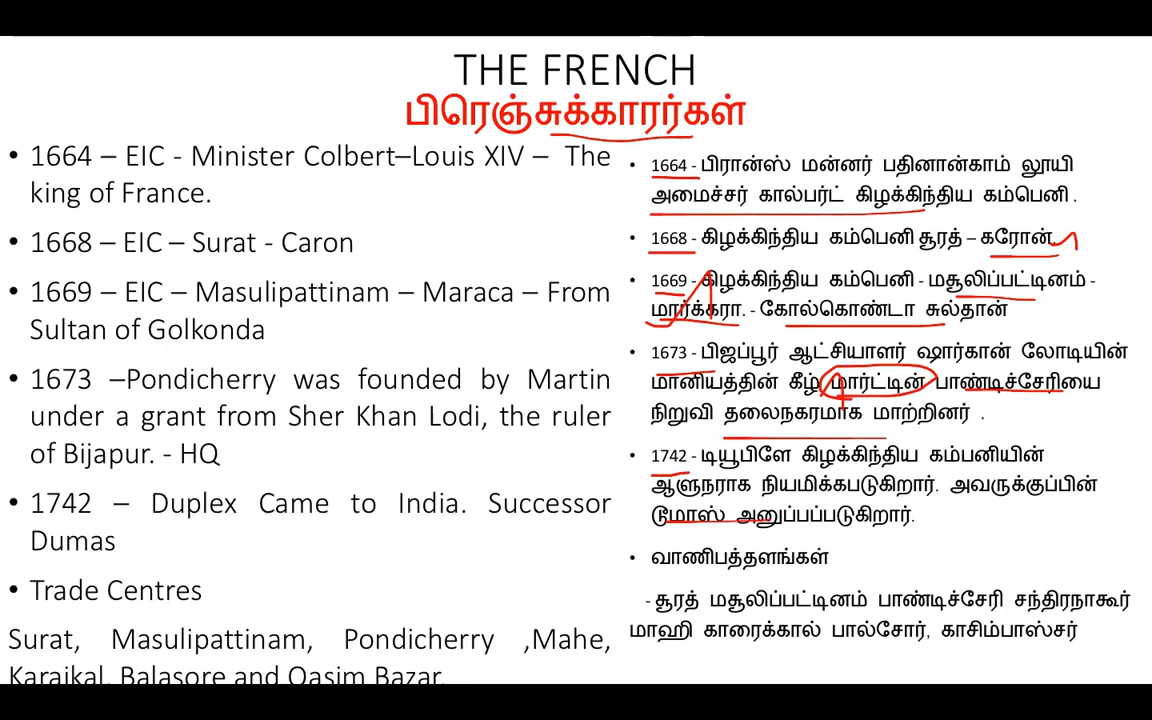 THE FRENCH
பிரெஞ்சுக்காரர்கள்
• 1664 – EIC - Minister Colbert–Louis XIV – The
king of France.
• 1668 – EIC – Surat - Caron
• 1669 – EIC – Masulipattinam – Maraca – From
Sultan of Golkonda
• 1673 –Pondicherry was founded by Martin
under a grant from Sher Khan Lodi, the ruler
of Bijapur. - HQ
• 1742 – Duplex Came to India. Successor
Dumas
• Trade Centres
Surat, Masulipattinam, Pondicherry ,Mahe,
Karaikal, Balasore and Qasim Bazar.
• 1664 - பிரான்ஸ் மன்னர் பதினான்காம் லூயி
அமைச்சர் கால்பர்ட் கிழக்கிந்திய கம்பெனி .
• 1668 - கிழக்கிந்திய கம்பெனி சூரத் – கரோன்.
• 1669 - கிழக்கிந்திய கம்பெனி - மசூலிப்பட்டினம் -
மார்க்கரா. - கோல்கொண்டா சுல்தான்
• 1673 - பிஜப்பூர் ஆட்சியாளர் ஷார்கான் லோடியின்
மானியத்தின் கீழ் மார்ட்டின் பாண்டிச்சேரியை
நிறுவி தலைநகரமாக மாற்றினர் .
• 1742 - டியூபிளே கிழக்கிந்திய கம்பனியின்
ஆளுநராக நியமிக்கபடுகிறார். அவருக்குப்பின்
டூமாஸ் அனுப்பப்படுகிறார்.
• வாணிபத்தளங்கள்
- சூரத் மசூலிப்பட்டினம் பாண்டிச்சேரி சந்திரநாகூர்
மாஹி காரைக்கால் பால்சோர், காசிம்பாஸ்சர்